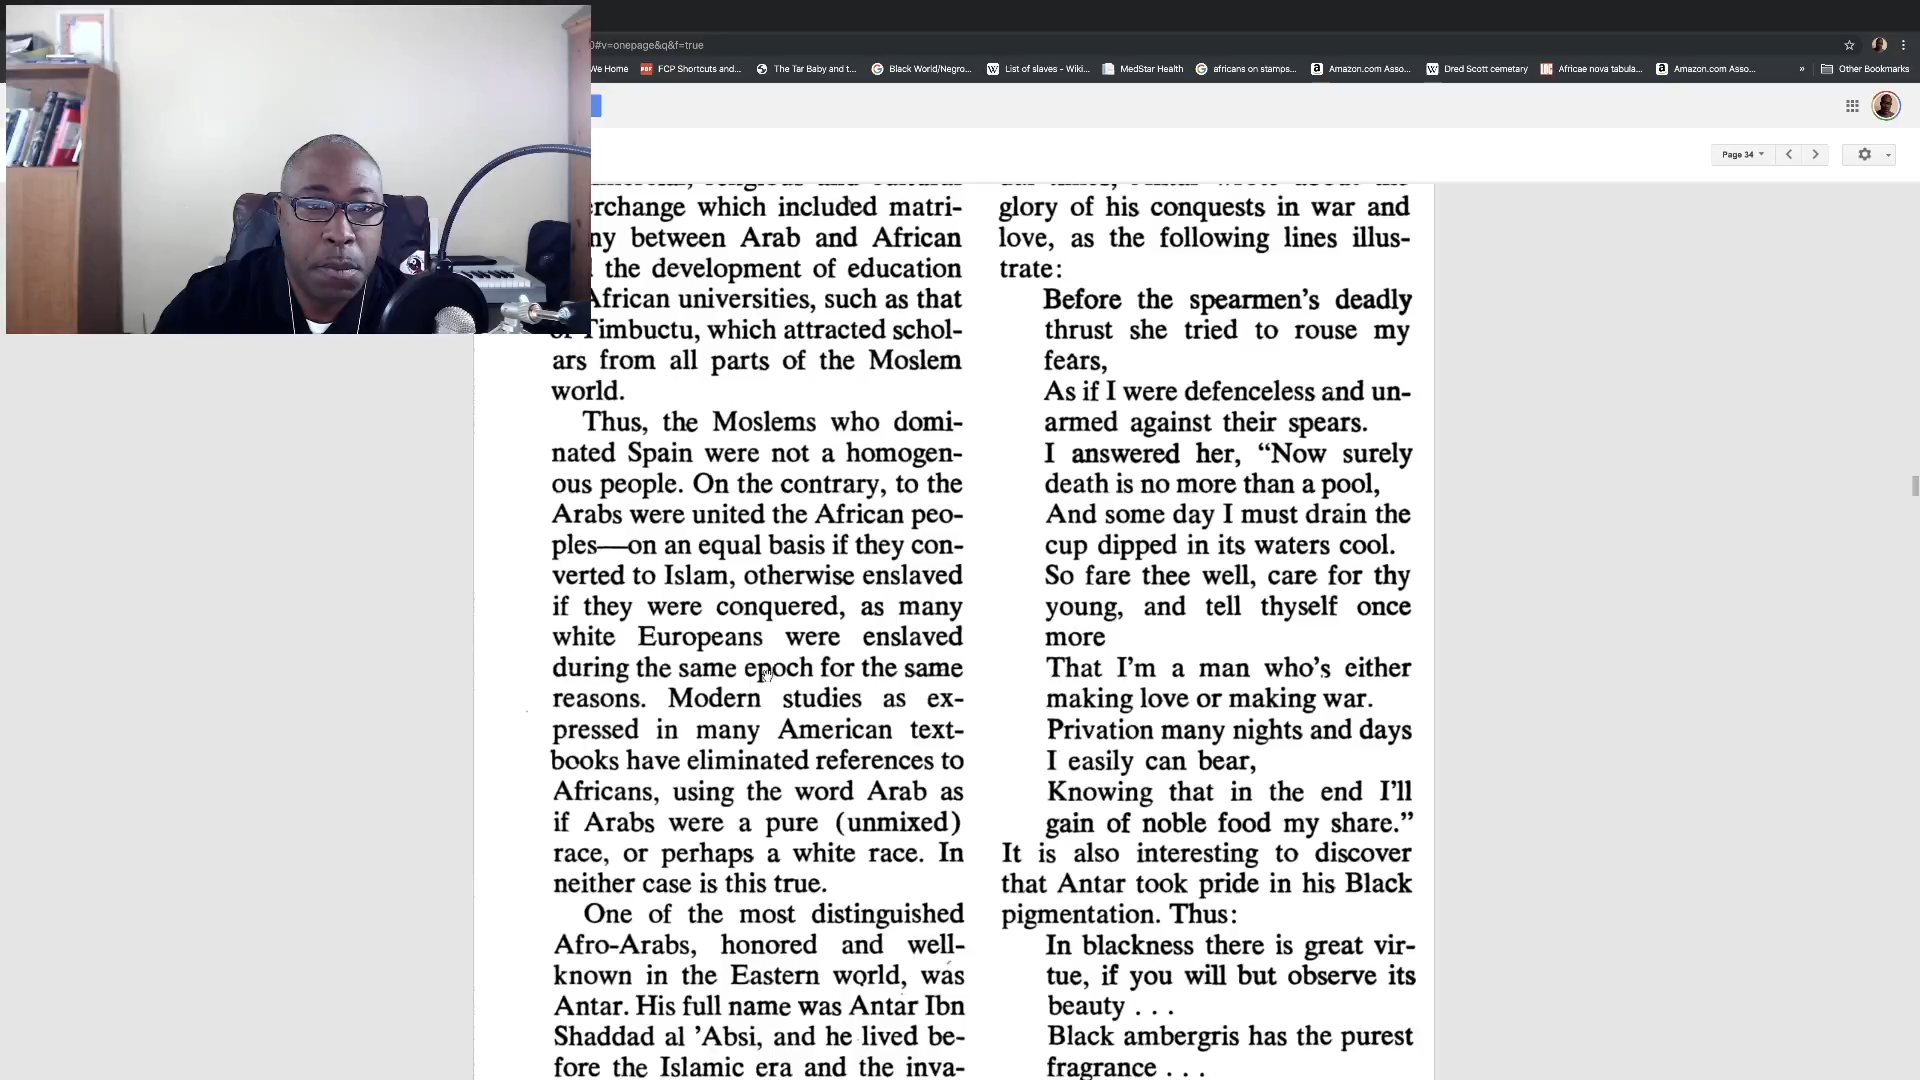 0#v=onepage&q&f=true
We Home
FCP Shortcuts and...
The Tar Baby and t...
Black World/Negro...
List of slaves - Wiki...
MedStar Health
africans on stamps...
Amazon.com Asso...
Dred Scott cemetary
Africae nova tabula...
Amazon.com Asso...
»
Other Bookmarks
Page 34
erchange which included matri-
ny between Arab and African
the development of education
African universities, such as that
of Timbuctu, which attracted schol-
ars from all parts of the Moslem
world.
Thus, the Moslems who domi-
nated Spain were not a homogen-
ous people. On the contrary, to the
Arabs were united the African peo-
ples—on an equal basis if they con-
verted to Islam, otherwise enslaved
if they were conquered, as many
white Europeans were enslaved
during the same epoch for the same
reasons. Modern studies as ex-
pressed in many American text-
books have eliminated references to
Africans, using the word Arab as
if Arabs were a pure (unmixed)
race, or perhaps a white race. In
neither case is this true.
One of the most distinguished
Afro-Arabs, honored and well-
known in the Eastern world, was
Antar. His full name was Antar Ibn
Shaddad al 'Absi, and he lived be-
fore the Islamic era and the inva-
glory of his conquests in war and
love, as the following lines illus-
trate:
Before the spearmen's deadly
thrust she tried to rouse my
fears,
As if I were defenceless and un-
armed against their spears.
I answered her, “Now surely
death is no more than a pool,
And some day I must drain the
cup dipped in its waters cool.
So fare thee well, care for thy
young, and tell thyself once
more
That I'm a man who's either
making love or making war.
Privation many nights and days
I easily can bear,
Knowing that in the end I'll
gain of noble food my share.”
It is also interesting to discover
that Antar took pride in his Black
pigmentation. Thus:
In blackness there is great vir-
tue, if you will but observe its
beauty . . .
Black ambergris has the purest
fragrance . . .